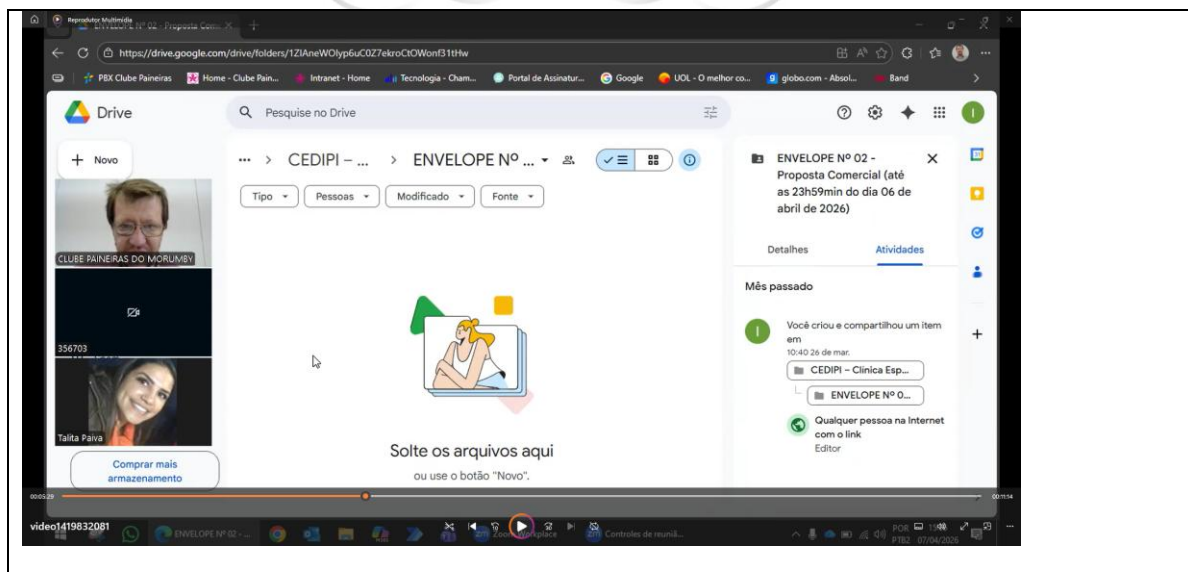 Reprodutor Multimídia
ENVELOPE Nº 02 - Proposta Com
https://drive.google.com/drive/folders/1ZlAneWOlyp6uC0Z7ekroCtOWonf31tHw
PBX Clube Paineiras
Home - Clube Pain...
Intranet - Home
Tecnologia - Cham...
Portal de Assinatur...
Google
UOL - O melhor co...
globo.com - Absol...
Band
Drive
Pesquise no Drive
+ Novo
... > CEDIPI – ... > ENVELOPE Nº ...
Tipo
Pessoas
Modificado
Fonte
CLUBE PAINEIRAS DO MORUMBY
356703
Talita Paiva
Comprar mais
armazenamento
Solte os arquivos aqui
ou use o botão "Novo".
ENVELOPE Nº 02 -
Proposta Comercial (até
as 23h59min do dia 06 de
abril de 2026)
Detalhes
Atividades
Mês passado
Você criou e compartilhou um item
em
10:40 26 de mar.
CEDIPI – Clínica Esp...
ENVELOPE Nº 0...
Qualquer pessoa na Internet
com o link
Editor
00:05:29
00:11:14
video1419832081
ENVELOPE Nº 02 - ...
Zoom Workplace
Controles de reuniã...
POR
PTB2
07/04/2026